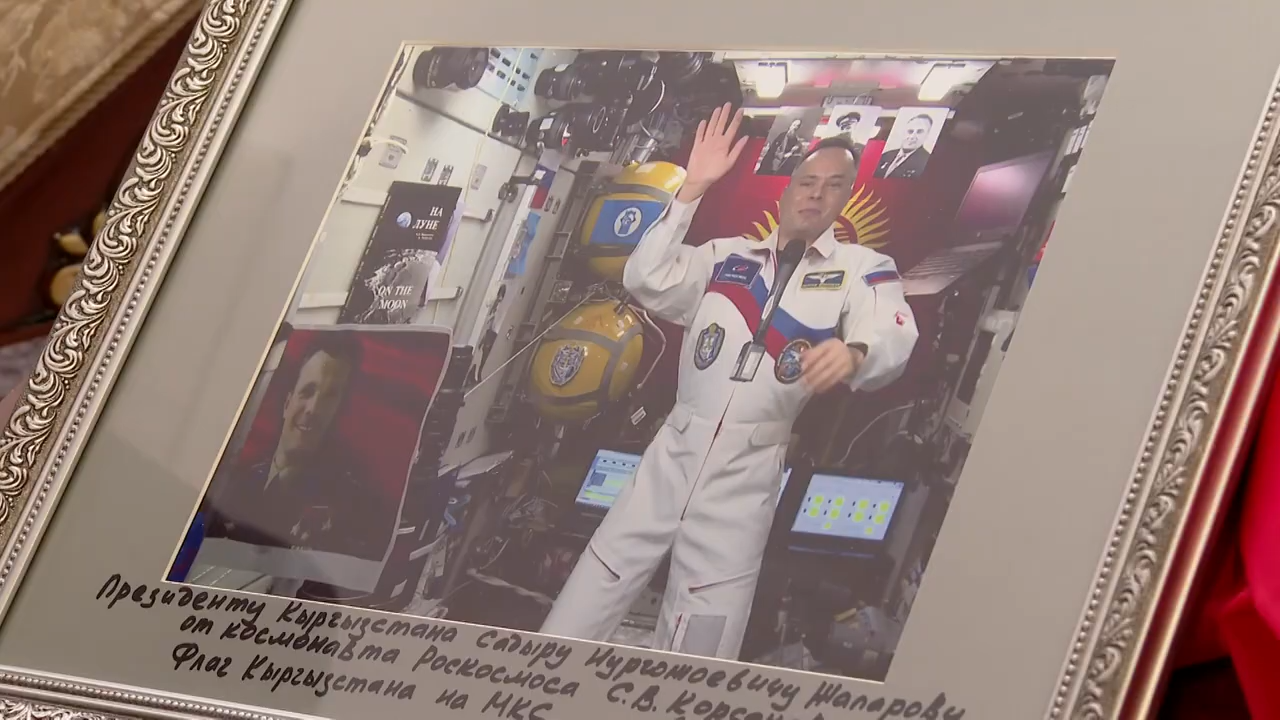 НА
ЛУНЕ
ON THE
MOON
Президенту Кыргызстана Садыру Нургожоевичу Жапарову
от космонавта Роскосмоса С.В.
Флаг Кыргызстана на МКС